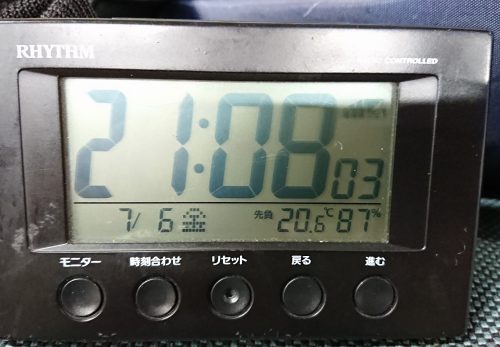 RHYTHM
CONTROLLED
21:08 03
7/ 6 金 先負 20.6℃ 87%
モニター 時刻合わせ リセット 戻る 進む